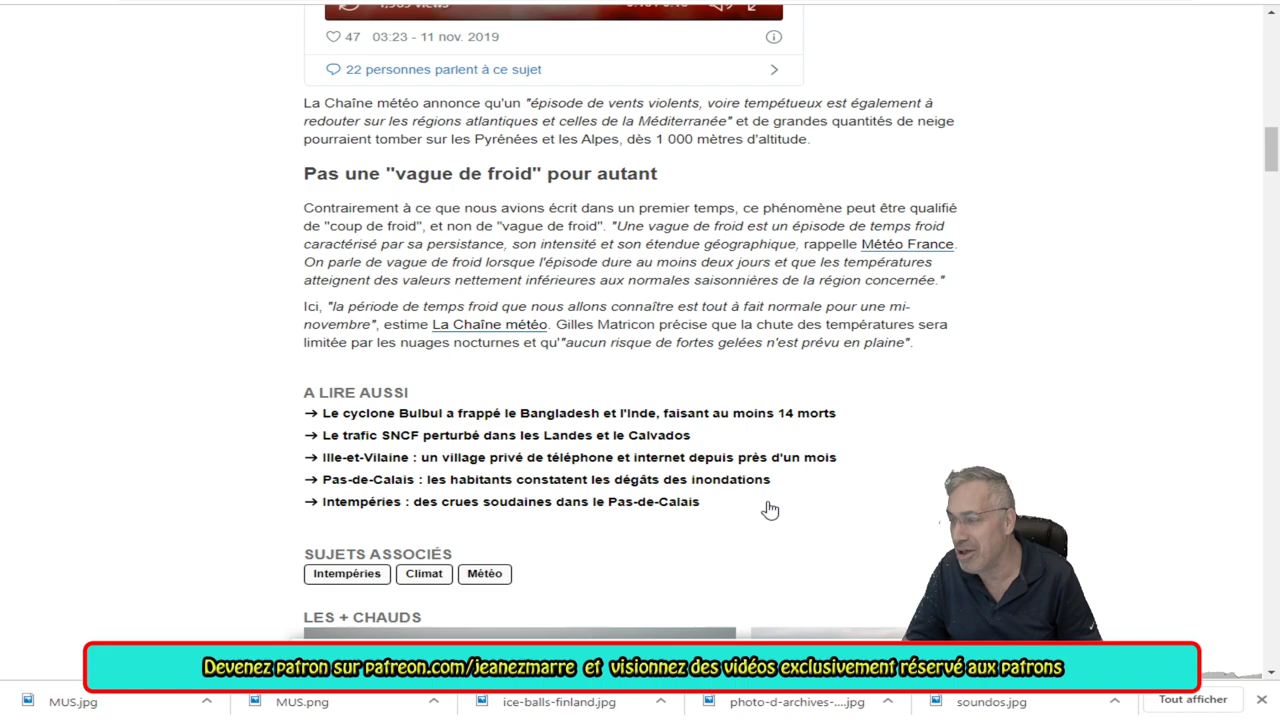 47 03:23 - 11 nov. 2019
22 personnes parlent à ce sujet
La Chaîne météo annonce qu'un "épisode de vents violents, voire tempétueux est également à
redouter sur les régions atlantiques et celles de la Méditerranée" et de grandes quantités de neige
pourraient tomber sur les Pyrénées et les Alpes, dès 1 000 mètres d'altitude.
Pas une "vague de froid" pour autant
Contrairement à ce que nous avions écrit dans un premier temps, ce phénomène peut être qualifié
de "coup de froid", et non de "vague de froid". "Une vague de froid est un épisode de temps froid
caractérisé par sa persistance, son intensité et son étendue géographique, rappelle Météo France.
On parle de vague de froid lorsque l'épisode dure au moins deux jours et que les températures
atteignent des valeurs nettement inférieures aux normales saisonnières de la région concernée."
Ici, "la période de temps froid que nous allons connaître est tout à fait normale pour une mi-
novembre", estime La Chaîne météo. Gilles Matricon précise que la chute des températures sera
limitée par les nuages nocturnes et qu'"aucun risque de fortes gelées n'est prévu en plaine".
A LIRE AUSSI
→ Le cyclone Bulbul a frappé le Bangladesh et l'Inde, faisant au moins 14 morts
→ Le trafic SNCF perturbé dans les Landes et le Calvados
→ Ille-et-Vilaine : un village privé de téléphone et internet depuis près d'un mois
→ Pas-de-Calais : les habitants constatent les dégâts des inondations
→ Intempéries : des crues soudaines dans le Pas-de-Calais
SUJETS ASSOCIÉS
Intempéries Climat Météo
LES + CHAUDS
Devenez patron sur patreon.com/jeanezmarre et visionnez des vidéos exclusivement réservé aux patrons
MUS.jpg MUS.png ice-balls-finland.jpg photo-d-archives-....jpg soundos.jpg Tout afficher